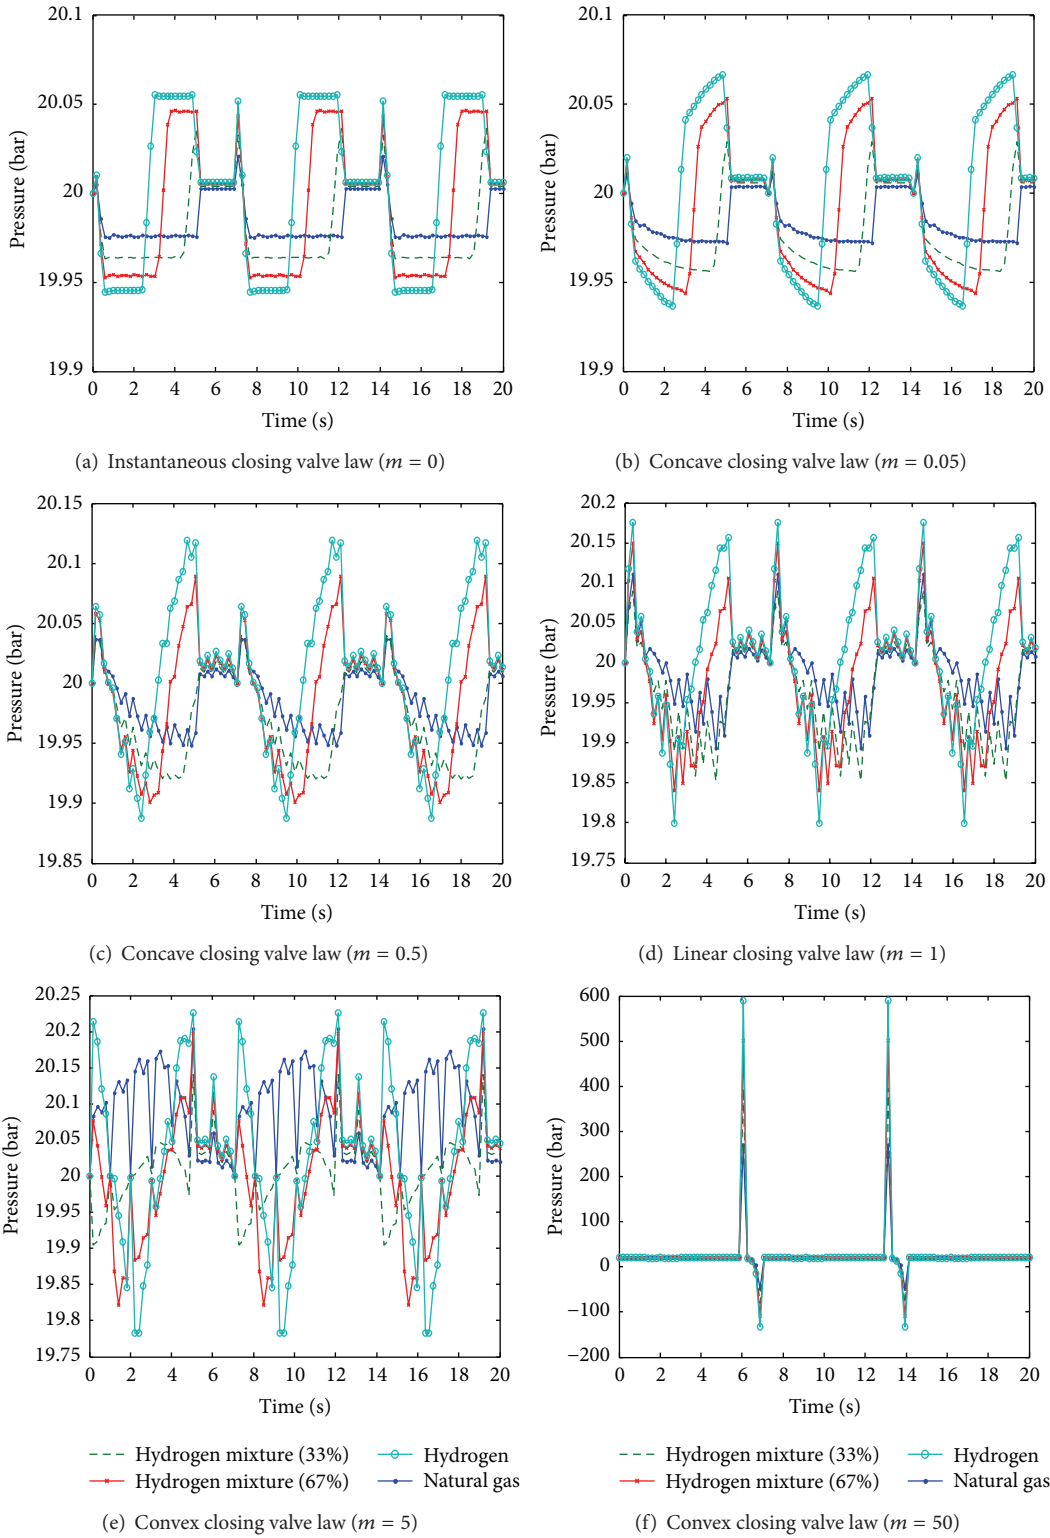 20.1
20.05
20
19.95
19.9
Pressure (bar)
0 2 4 6 8 10 12 14 16 18 20
Time (s)
(a) Instantaneous closing valve law (m = 0)
20.1
20.05
20
19.95
19.9
Pressure (bar)
0 2 4 6 8 10 12 14 16 18 20
Time (s)
(b) Concave closing valve law (m = 0.05)
20.15
20.1
20.05
20
19.95
19.9
19.85
Pressure (bar)
0 2 4 6 8 10 12 14 16 18 20
Time (s)
(c) Concave closing valve law (m = 0.5)
20.2
20.15
20.1
20.05
20
19.95
19.9
19.85
19.8
19.75
Pressure (bar)
0 2 4 6 8 10 12 14 16 18 20
Time (s)
(d) Linear closing valve law (m = 1)
20.25
20.2
20.15
20.1
20.05
20
19.95
19.9
19.85
19.8
19.75
Pressure (bar)
0 2 4 6 8 10 12 14 16 18 20
Time (s)
Hydrogen mixture (33%)
Hydrogen mixture (67%)
Hydrogen
Natural gas
(e) Convex closing valve law (m = 5)
600
500
400
300
200
100
0
−100
−200
Pressure (bar)
0 2 4 6 8 10 12 14 16 18 20
Time (s)
Hydrogen mixture (33%)
Hydrogen mixture (67%)
Hydrogen
Natural gas
(f) Convex closing valve law (m = 50)